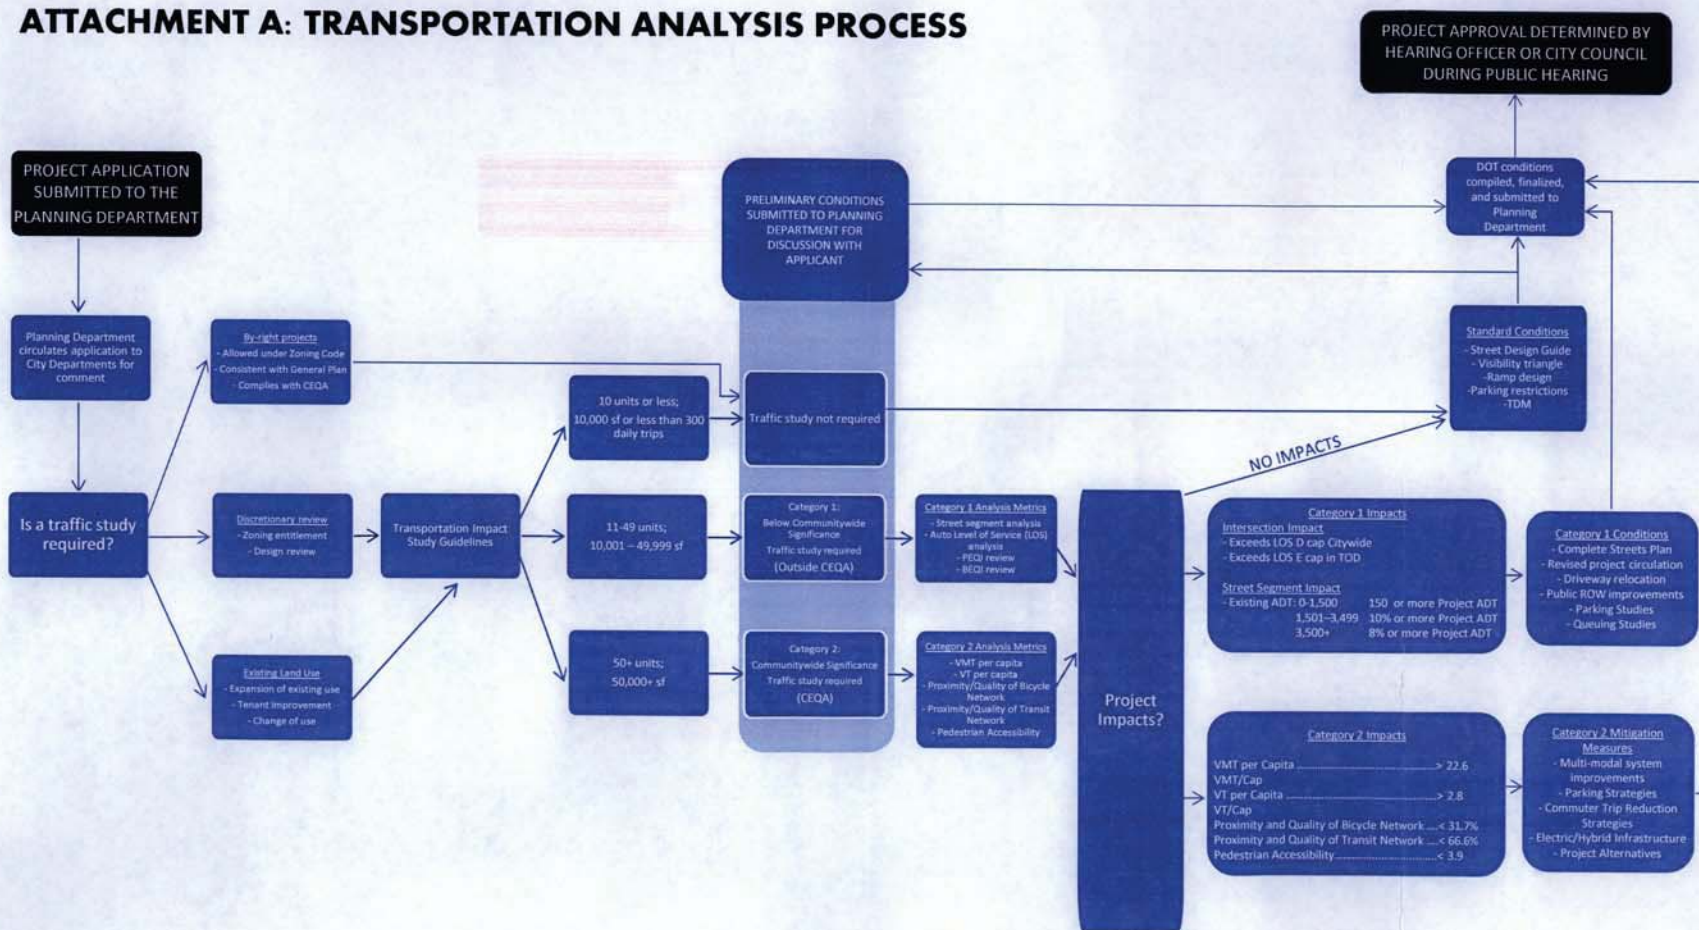 ATTACHMENT A: TRANSPORTATION ANALYSIS PROCESS
PROJECT APPROVAL DETERMINED BY
HEARING OFFICER OR CITY COUNCIL
DURING PUBLIC HEARING
PROJECT APPLICATION
SUBMITTED TO THE
PLANNING DEPARTMENT
PRELIMINARY CONDITIONS
SUBMITTED TO PLANNING
DEPARTMENT FOR
DISCUSSION WITH
APPLICANT
DOT conditions
compiled, finalized,
and submitted to
Planning
Department
Planning Department
circulates application to
City Departments for
comment
By-right projects
- Allowed under Zoning Code
- Consistent with General Plan
- Complies with CEQA
10 units or less;
10,000 sf or less than 300
daily trips
Traffic study not required
Standard Conditions
- Street Design Guide
- Visibility triangle
-Ramp design
-Parking restrictions
-TDM
NO IMPACTS
Is a traffic study
required?
Discretionary review
- Zoning entitlement
- Design review
Transportation Impact
Study Guidelines
11-49 units;
10,001 – 49,999 sf
Category 1:
Below Communitywide
Significance
Traffic study required
(Outside CEQA)
Category 1 Analysis Metrics
- Street segment analysis
- Auto Level of Service (LOS)
analysis
- PEQI review
- BEQI review
Category 1 Impacts
Intersection Impact
- Exceeds LOS D cap Citywide
- Exceeds LOS E cap in TOD
Street Segment Impact
- Existing ADT: 0-1,500 150 or more Project ADT
1,501–3,499 10% or more Project ADT
3,500+ 8% or more Project ADT
Category 1 Conditions
- Complete Streets Plan
- Revised project circulation
- Driveway relocation
- Public ROW improvements
- Parking Studies
- Queuing Studies
Existing Land Use
- Expansion of existing use
- Tenant Improvement
- Change of use
50+ units;
50,000+ sf
Category 2:
Communitywide Significance
Traffic study required
(CEQA)
Category 2 Analysis Metrics
- VMT per capita
- VT per capita
- Proximity/Quality of Bicycle
Network
- Proximity/Quality of Transit
Network
- Pedestrian Accessibility
Project
Impacts?
Category 2 Impacts
VMT per Capita ........ > 22.6
VMT/Cap
VT per Capita ........ > 2.8
VT/Cap
Proximity and Quality of Bicycle Network .... < 31.7%
Proximity and Quality of Transit Network .... < 66.6%
Pedestrian Accessibility ........ < 3.9
Category 2 Mitigation
Measures
- Multi-modal system
improvements
- Parking Strategies
- Commuter Trip Reduction
Strategies
- Electric/Hybrid Infrastructure
- Project Alternatives